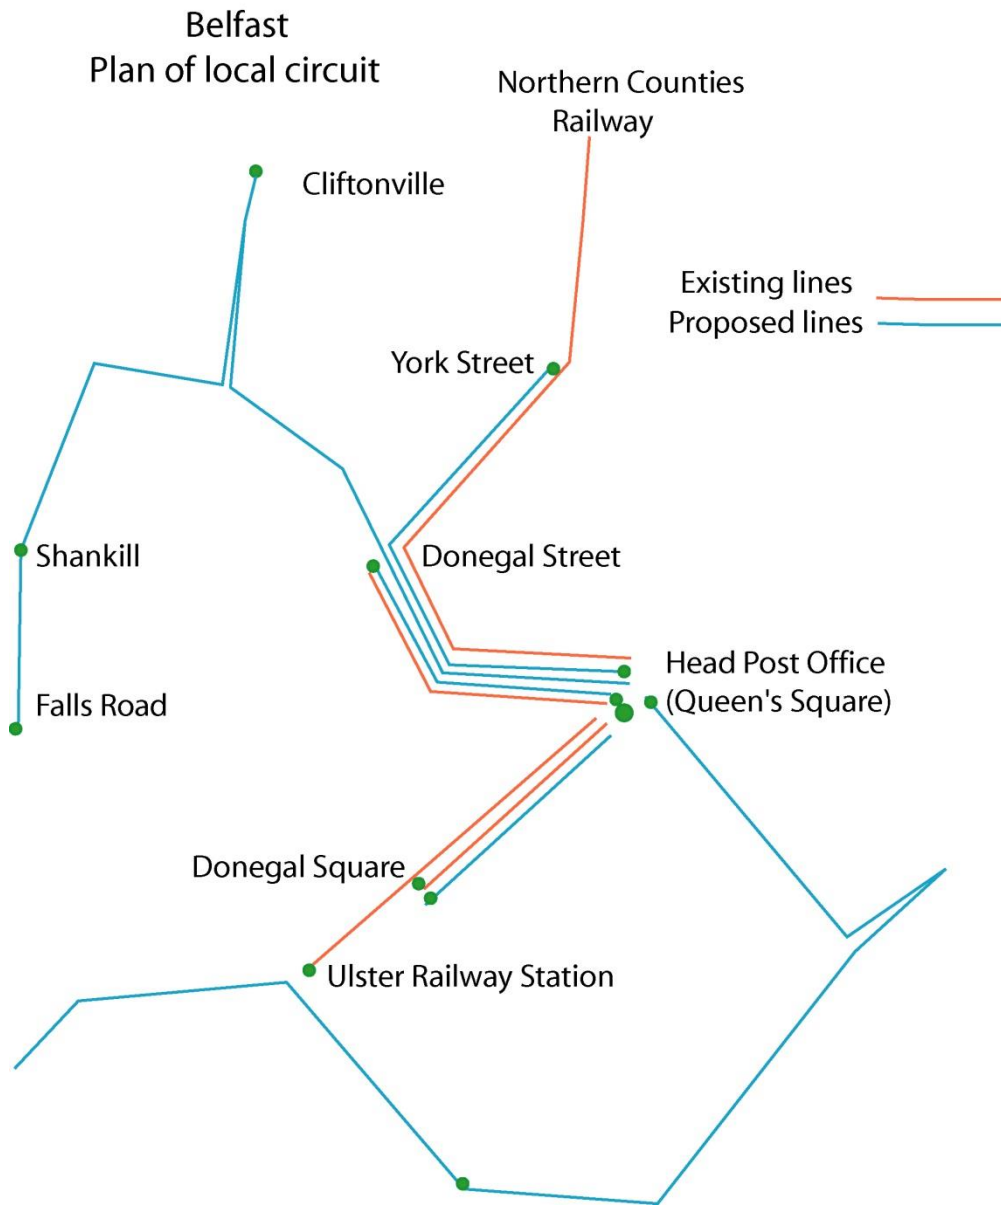 Belfast
Plan of local circuit
Northern Counties
Railway
Cliftonville
Existing lines
Proposed lines
York Street
Shankill
Donegal Street
Head Post Office
(Queen's Square)
Falls Road
Donegal Square
Ulster Railway Station